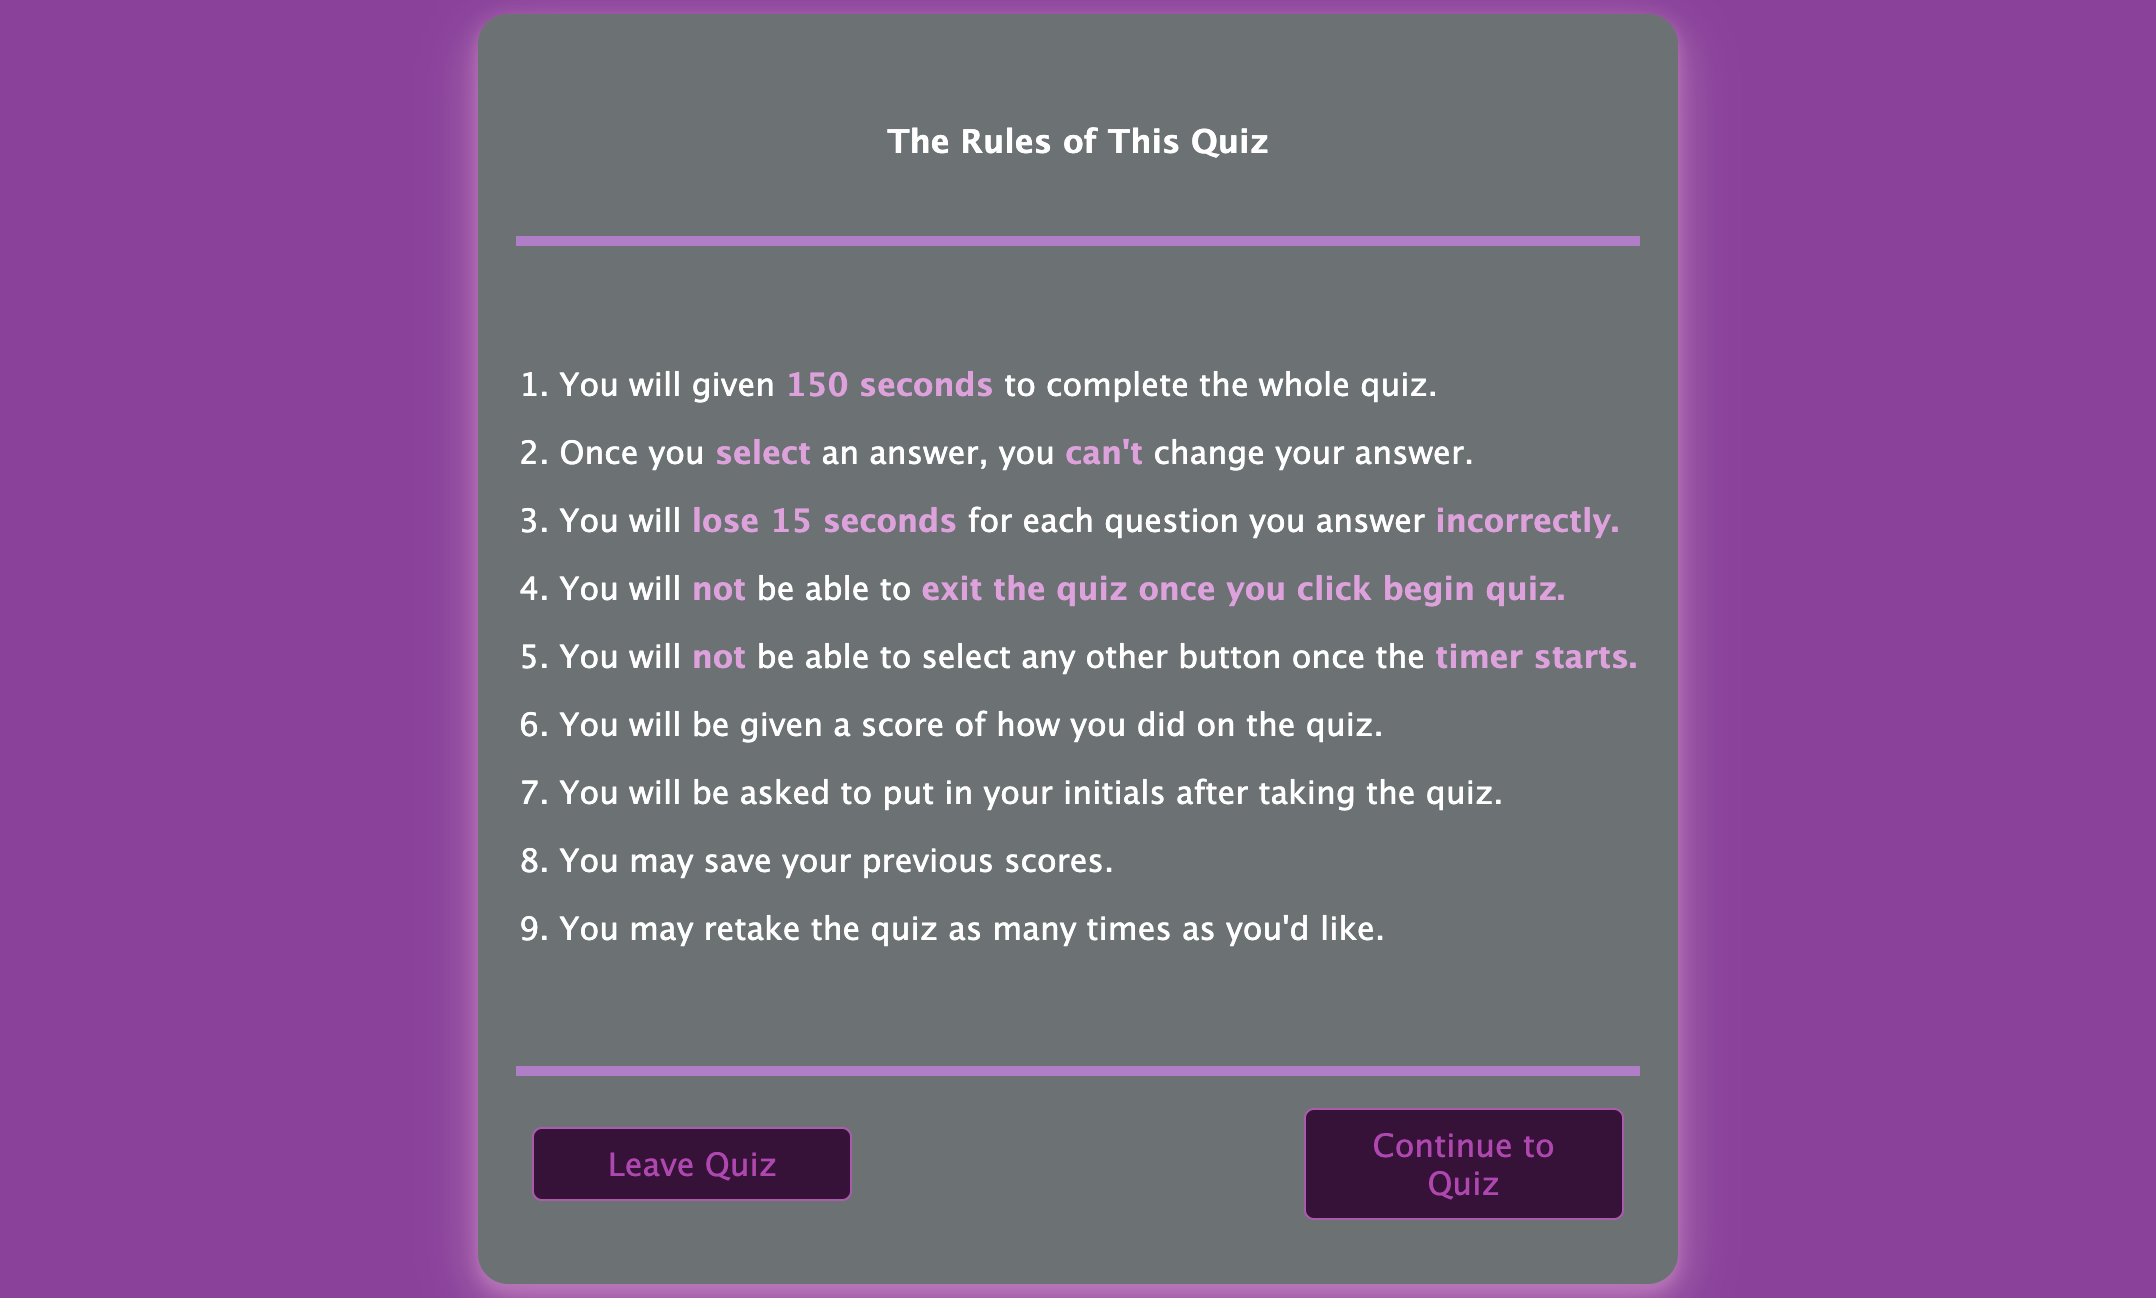 The Rules of This Quiz
1. You will given 150 seconds to complete the whole quiz.
2. Once you select an answer, you can't change your answer.
3. You will lose 15 seconds for each question you answer incorrectly.
4. You will not be able to exit the quiz once you click begin quiz.
5. You will not be able to select any other button once the timer starts.
6. You will be given a score of how you did on the quiz.
7. You will be asked to put in your initials after taking the quiz.
8. You may save your previous scores.
9. You may retake the quiz as many times as you'd like.
Leave Quiz
Continue to
Quiz